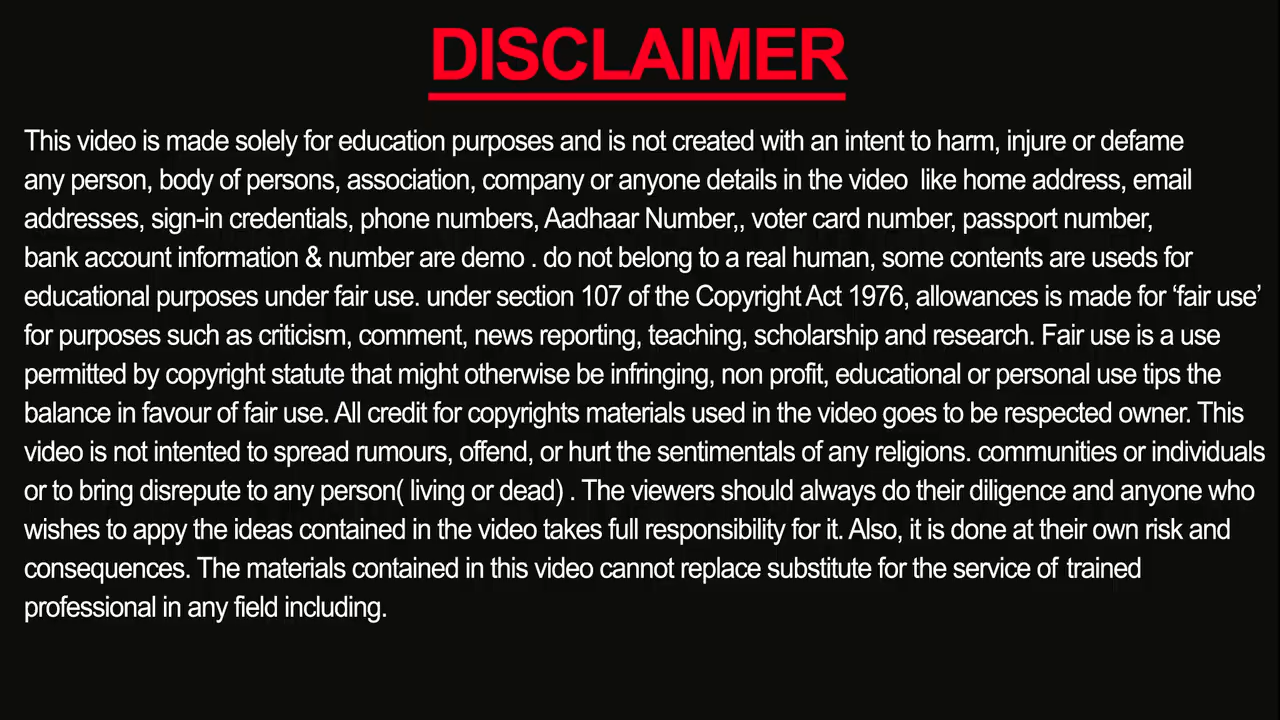 DISCLAIMER
This video is made solely for education purposes and is not created with an intent to harm, injure or defame
any person, body of persons, association, company or anyone details in the video  like home address, email
addresses, sign-in credentials, phone numbers, Aadhaar Number,, voter card number, passport number,
bank account information & number are demo . do not belong to a real human, some contents are useds for
educational purposes under fair use. under section 107 of the Copyright Act 1976, allowances is made for ‘fair use’
for purposes such as criticism, comment, news reporting, teaching, scholarship and research. Fair use is a use
permitted by copyright statute that might otherwise be infringing, non profit, educational or personal use tips the
balance in favour of fair use. All credit for copyrights materials used in the video goes to be respected owner. This
video is not intented to spread rumours, offend, or hurt the sentimentals of any religions. communities or individuals
or to bring disrepute to any person( living or dead) . The viewers should always do their diligence and anyone who
wishes to appy the ideas contained in the video takes full responsibility for it. Also, it is done at their own risk and
consequences. The materials contained in this video cannot replace substitute for the service of trained
professional in any field including.